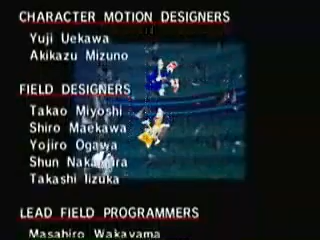 CHARACTER MOTION DESIGNERS
Yuji Uekawa
Akikazu Mizuno
FIELD DESIGNERS
Takao Miyoshi
Shiro Maekawa
Yojiro Ogawa
Shun Nakamura
Takashi Iizuka
LEAD FIELD PROGRAMMERS
Masahiro Wakayama